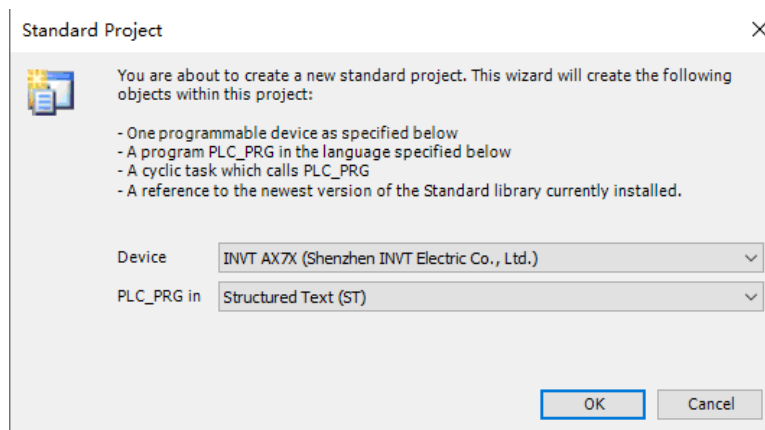 Standard Project
You are about to create a new standard project. This wizard will create the following
objects within this project:
- One programmable device as specified below
- A program PLC_PRG in the language specified below
- A cyclic task which calls PLC_PRG
- A reference to the newest version of the Standard library currently installed.
Device
INVT AX7X (Shenzhen INVT Electric Co., Ltd.)
PLC_PRG in
Structured Text (ST)
OK
Cancel